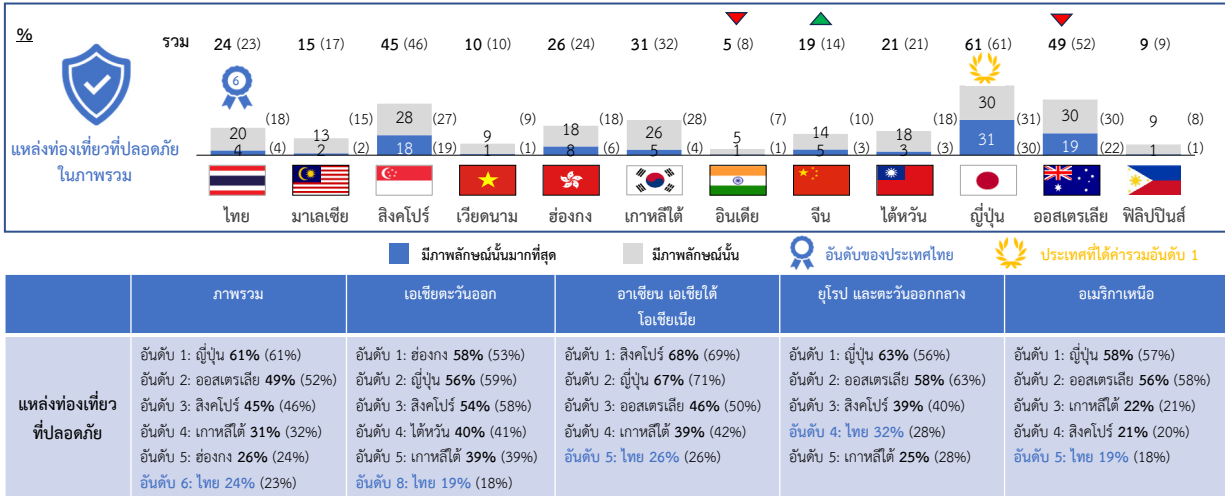 %
รวม 24 (23) 15 (17) 45 (46) 10 (10) 26 (24) 31 (32) 5 (8) 19 (14) 21 (21) 61 (61) 49 (52) 9 (9)
6
20 (18) 13 (15) 28 (27) 9 (9) 18 (18) 26 (28) 5 (7) 14 (10) 18 (18) 30 (31) 30 (30) 9 (8)
4 (4) 2 (2) 18 (19) 1 (1) 8 (6) 5 (4) 1 (1) 5 (3) 3 (3) 31 (30) 19 (22) 1 (1)
แหล่งท่องเที่ยวที่ปลอดภัย
ในภาพรวม
ไทย มาเลเซีย สิงคโปร์ เวียดนาม ฮ่องกง เกาหลีใต้ อินเดีย จีน ไต้หวัน ญี่ปุ่น ออสเตรเลีย ฟิลิปปินส์
มีภาพลักษณ์นั้นมากที่สุด มีภาพลักษณ์นั้น อันดับของประเทศไทย ประเทศที่ได้ค่ารวมอันดับ 1
ภาพรวม เอเชียตะวันออก อาเซียน เอเชียใต้ ยุโรป และตะวันออกกลาง อเมริกาเหนือ
โอเชียเนีย
แหล่งท่องเที่ยว
ที่ปลอดภัย
อันดับ 1: ญี่ปุ่น 61% (61%)
อันดับ 2: ออสเตรเลีย 49% (52%)
อันดับ 3: สิงคโปร์ 45% (46%)
อันดับ 4: เกาหลีใต้ 31% (32%)
อันดับ 5: ฮ่องกง 26% (24%)
อันดับ 6: ไทย 24% (23%)
อันดับ 1: ฮ่องกง 58% (53%)
อันดับ 2: ญี่ปุ่น 56% (59%)
อันดับ 3: สิงคโปร์ 54% (58%)
อันดับ 4: ไต้หวัน 40% (41%)
อันดับ 5: เกาหลีใต้ 39% (39%)
อันดับ 8: ไทย 19% (18%)
อันดับ 1: สิงคโปร์ 68% (69%)
อันดับ 2: ญี่ปุ่น 67% (71%)
อันดับ 3: ออสเตรเลีย 46% (50%)
อันดับ 4: เกาหลีใต้ 39% (42%)
อันดับ 5: ไทย 26% (26%)
อันดับ 1: ญี่ปุ่น 63% (56%)
อันดับ 2: ออสเตรเลีย 58% (63%)
อันดับ 3: สิงคโปร์ 39% (40%)
อันดับ 4: ไทย 32% (28%)
อันดับ 5: เกาหลีใต้ 25% (28%)
อันดับ 1: ญี่ปุ่น 58% (57%)
อันดับ 2: ออสเตรเลีย 56% (58%)
อันดับ 3: เกาหลีใต้ 22% (21%)
อันดับ 4: สิงคโปร์ 21% (20%)
อันดับ 5: ไทย 19% (18%)